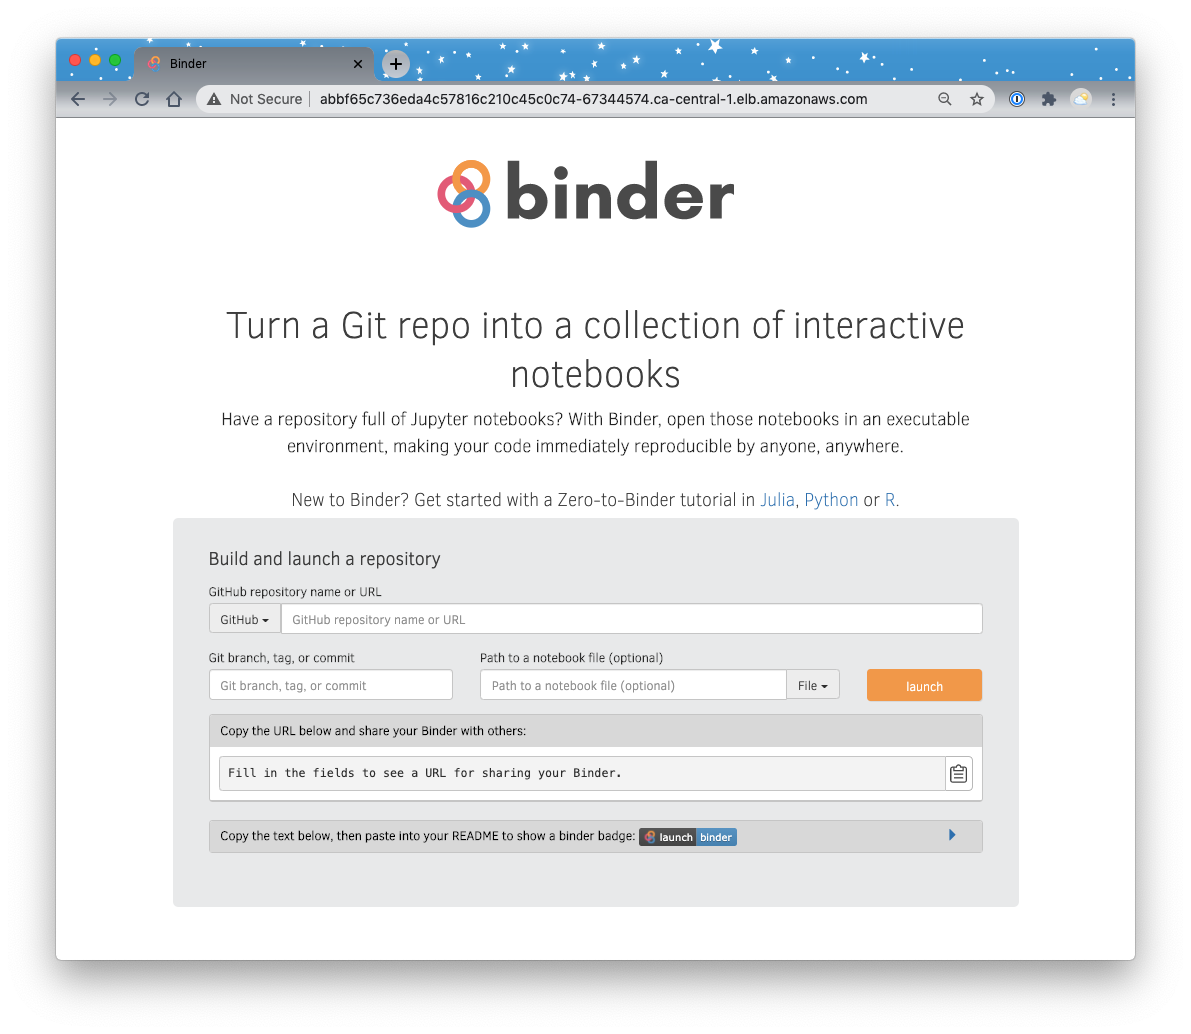 Binder
Not Secure abbf65c736eda4c57816c210c45c0c74-67344574.ca-central-1.elb.amazonaws.com
binder
Turn a Git repo into a collection of interactive
notebooks
Have a repository full of Jupyter notebooks? With Binder, open those notebooks in an executable
environment, making your code immediately reproducible by anyone, anywhere.
New to Binder? Get started with a Zero-to-Binder tutorial in Julia, Python or R.
Build and launch a repository
GitHub repository name or URL
GitHub GitHub repository name or URL
Git branch, tag, or commit Path to a notebook file (optional)
Git branch, tag, or commit Path to a notebook file (optional) File launch
Copy the URL below and share your Binder with others:
Fill in the fields to see a URL for sharing your Binder.
Copy the text below, then paste into your README to show a binder badge: launch binder